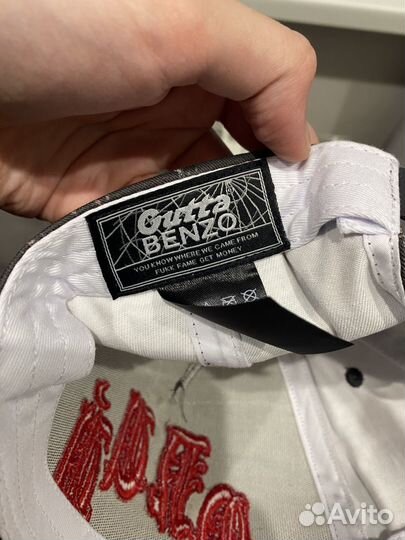 Gutta
BENZO
YOU KNOW WHERE WE CAME FROM
FUKK FAME GET MONEY
Avito